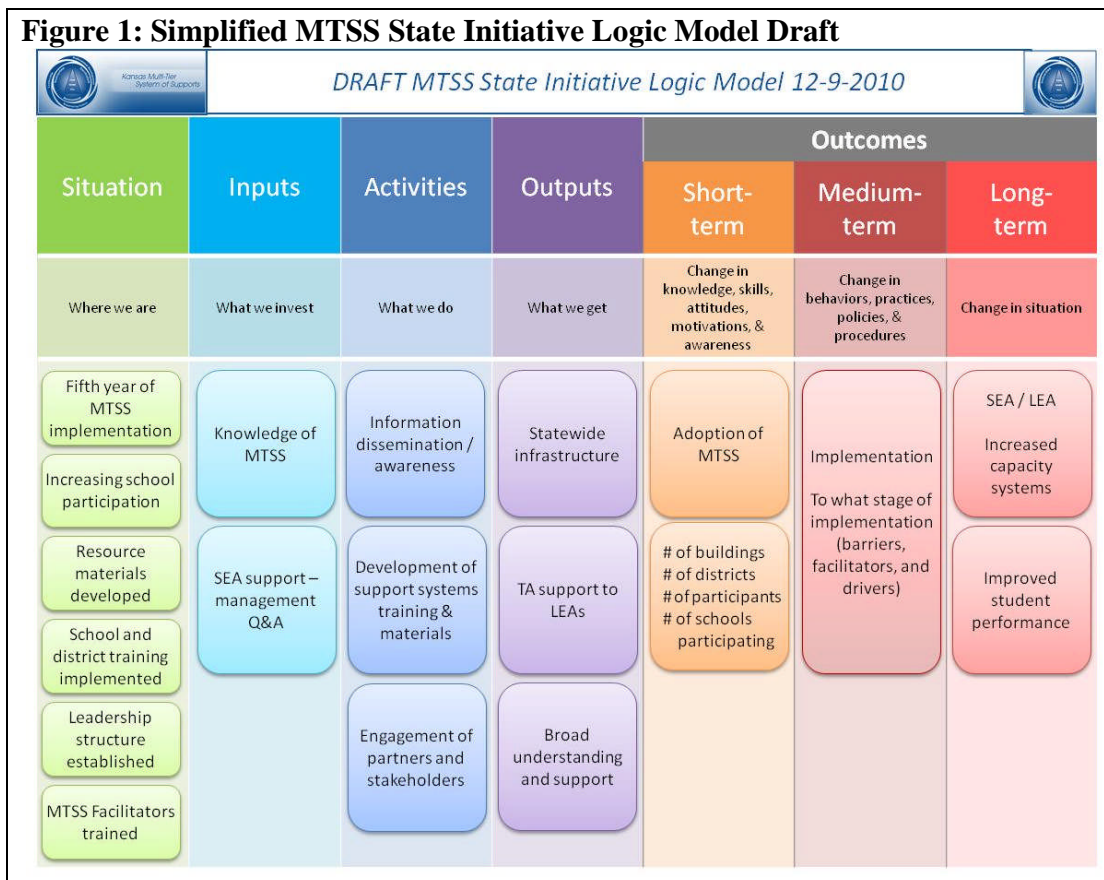 Figure 1: Simplified MTSS State Initiative Logic Model Draft
Kansas Multi-Tier
System of Supports
DRAFT MTSS State Initiative Logic Model 12-9-2010
Situation
Inputs
Activities
Outputs
Outcomes
Short-
term
Medium-
term
Long-
term
Where we are
What we invest
What we do
What we get
Change in
knowledge, skills,
attitudes,
motivations, &
awareness
Change in
behaviors, practices,
policies, &
procedures
Change in situation
Fifth year of
MTSS
implementation
Increasing school
participation
Resource
materials
developed
School and
district training
implemented
Leadership
structure
established
MTSS Facilitators
trained
Knowledge of
MTSS
SEA support –
management
Q&A
Information
dissemination /
awareness
Development of
support systems
training &
materials
Engagement of
partners and
stakeholders
Statewide
infrastructure
TA support to
LEAs
Broad
understanding
and support
Adoption of
MTSS
# of buildings
# of districts
# of participants
# of schools
participating
Implementation
To what stage of
implementation
(barriers,
facilitators, and
drivers)
SEA / LEA
Increased
capacity
systems
Improved
student
performance